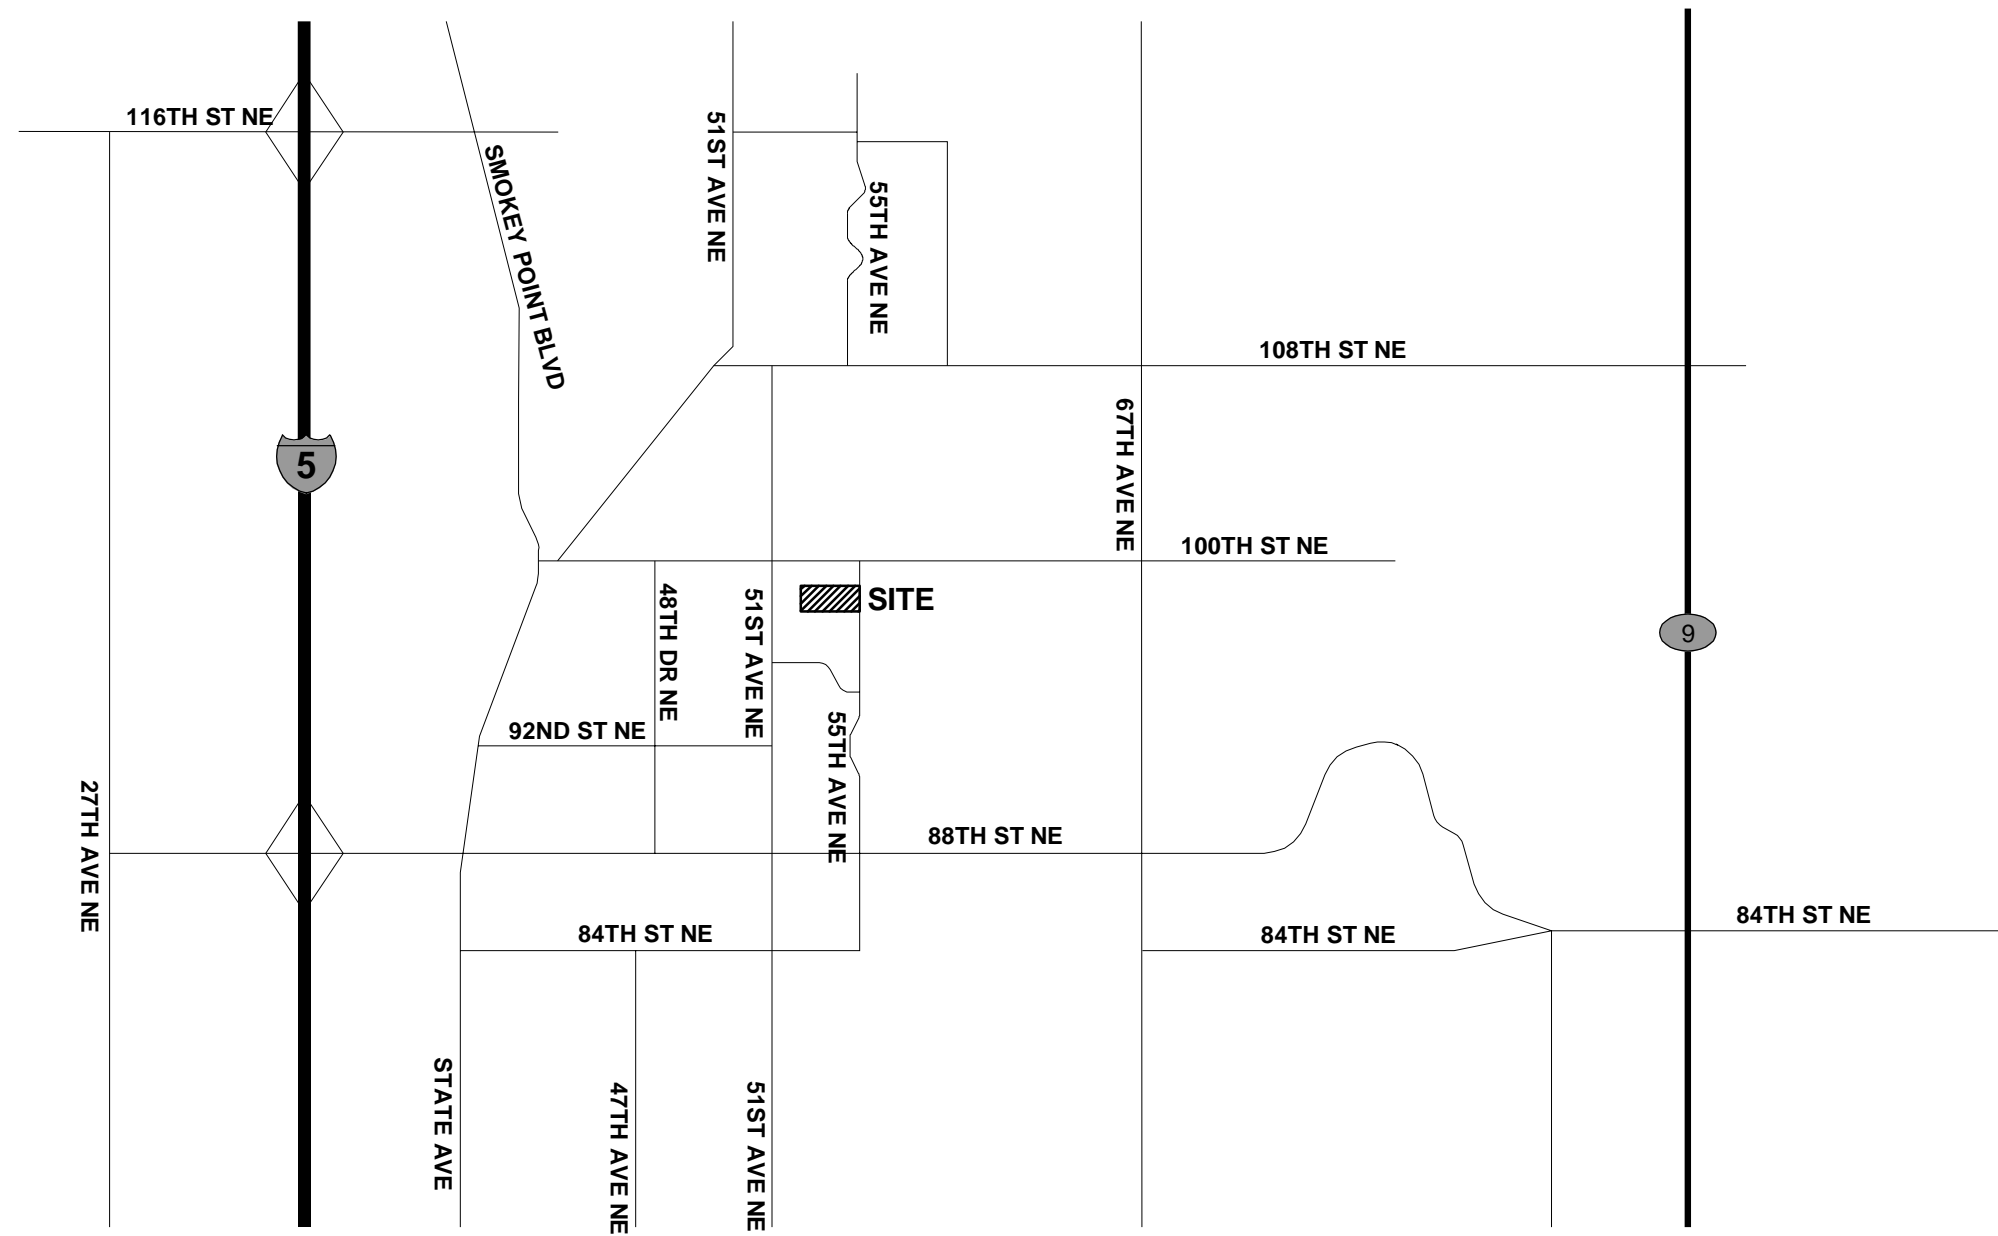 116TH ST NE
SMOKEY POINT BLVD
51ST AVE NE
55TH AVE NE
108TH ST NE
67TH AVE NE
5
100TH ST NE
48TH DR NE
51ST AVE NE
SITE
9
92ND ST NE
55TH AVE NE
27TH AVE NE
88TH ST NE
84TH ST NE
84TH ST NE
84TH ST NE
STATE AVE
47TH AVE NE
51ST AVE NE